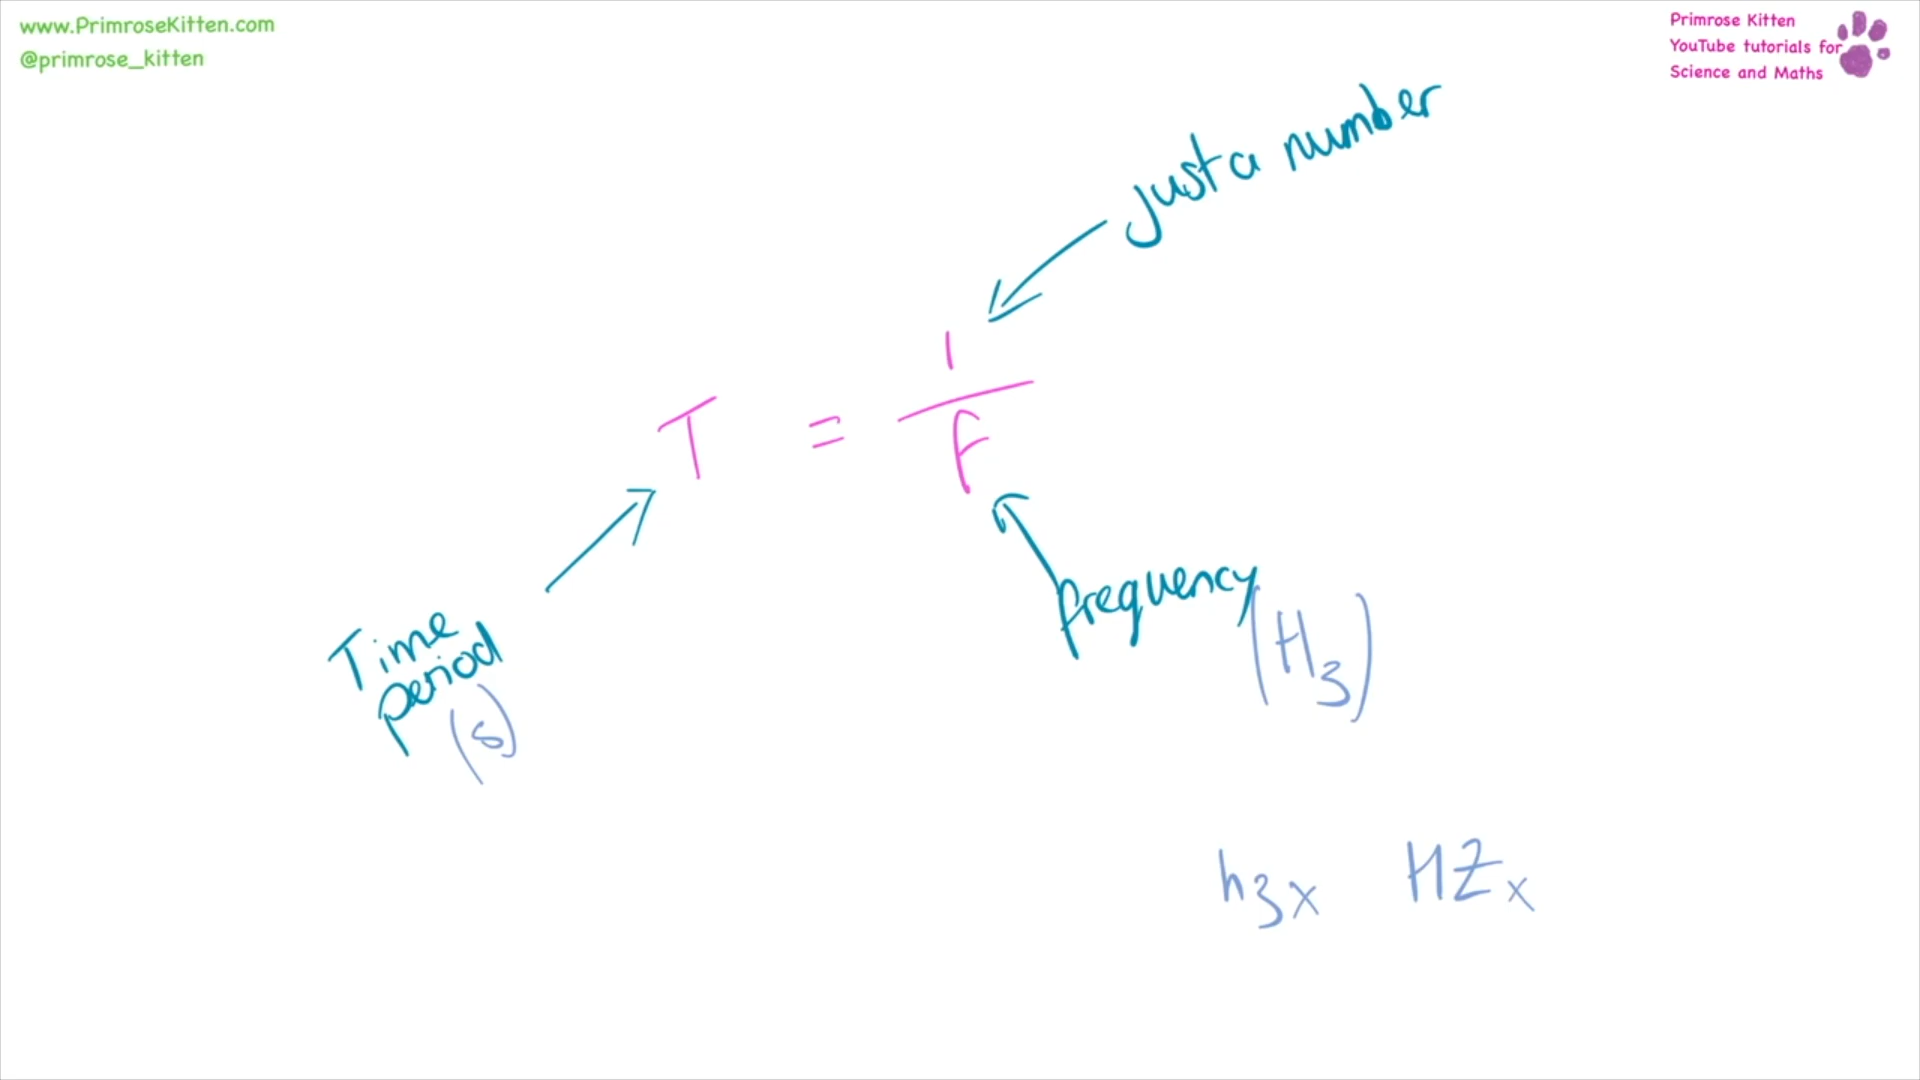 www.PrimroseKitten.com
@primrose_kitten
Primrose Kitten
YouTube tutorials for
Science and Maths
just a number
T = 1/F
Time
period
(s)
frequency
(Hz)
hz x HZ x